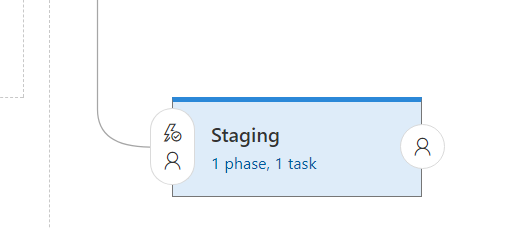 Staging
1 phase, 1 task